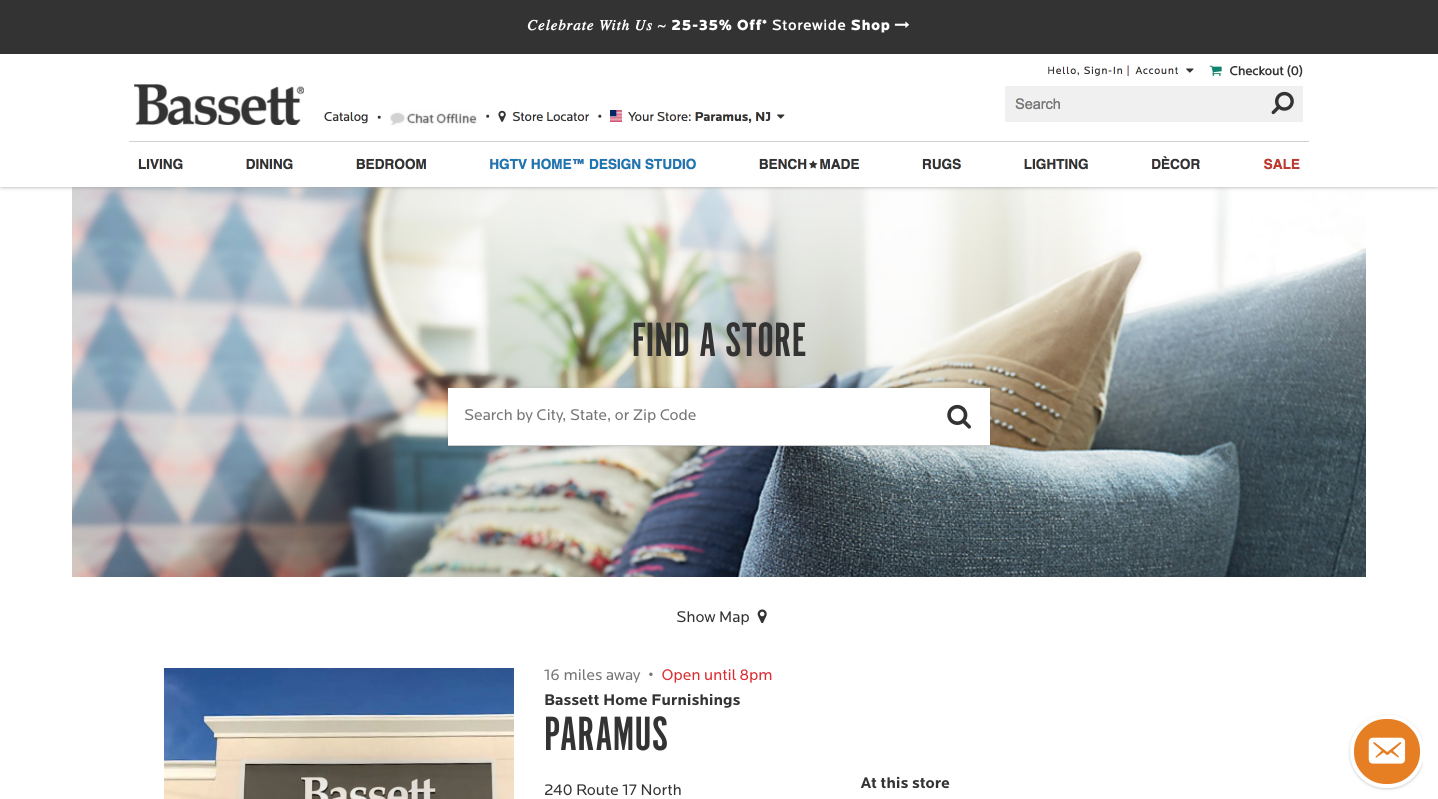 Celebrate With Us ~ 25-35% Off* Storewide Shop →
Hello, Sign-In | Account Checkout (0)
Bassett®
Catalog • Chat Offline • Store Locator • Your Store: Paramus, NJ
Search
LIVING DINING BEDROOM HGTV HOME™ DESIGN STUDIO BENCH★MADE RUGS LIGHTING DÈCOR SALE
FIND A STORE
Search by City, State, or Zip Code
Show Map
16 miles away • Open until 8pm
Bassett Home Furnishings
PARAMUS
Bassett
240 Route 17 North
At this store